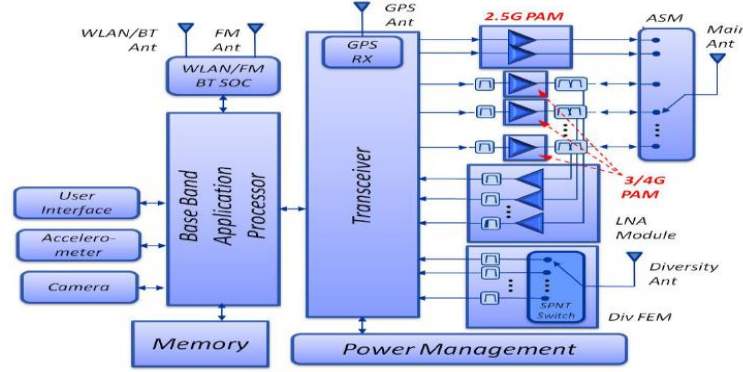 GPS
Ant
2.5G PAM
ASM
Main
Ant
WLAN/BT
Ant
FM
Ant
GPS
RX
WLAN/FM
BT SOC
Base Band
Application
Processor
Transceiver
3/4G
PAM
User
Interface
Accelero-
meter
Camera
LNA
Module
Diversity
Ant
SPNT
Switch
Div FEM
Memory
Power Management